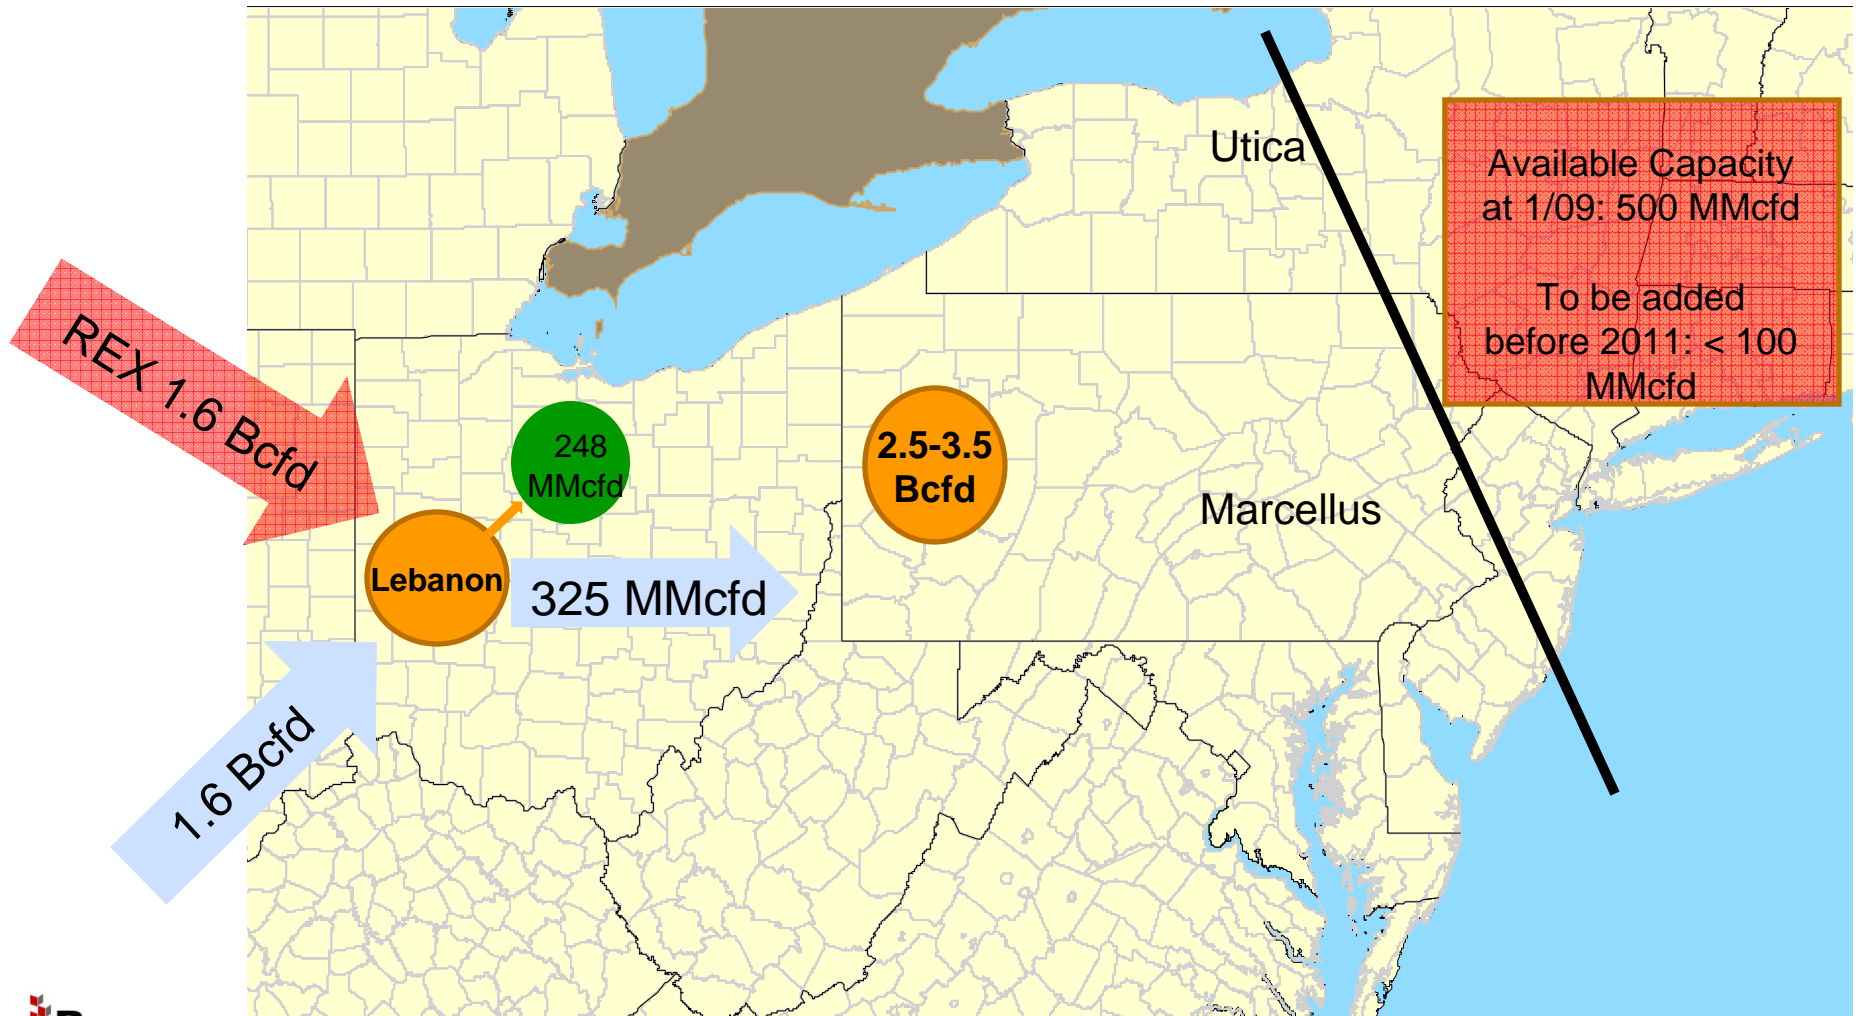 Utica
Available Capacity
at 1/09: 500 MMcfd
To be added
before 2011: < 100
MMcfd
REX 1.6 Bcfd
248
MMcfd
2.5-3.5
Bcfd
Marcellus
Lebanon
325 MMcfd
1.6 Bcfd